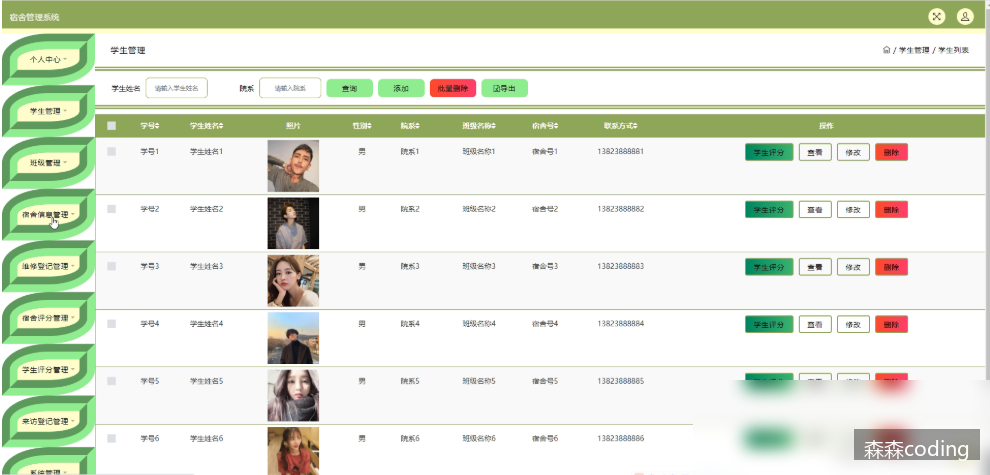 宿舍管理系统
个人中心
学生管理
班级管理
宿舍信息管理
维修登记管理
宿舍评分管理
学生评分管理
来访登记管理
系统管理
学生管理
/ 学生管理 / 学生列表
学生姓名 请输入学生姓名 院系 请输入院系 查询 添加 批量删除 导出
学号 学生姓名 照片 性别 院系 班级名称 宿舍号 联系方式 操作
学号1 学生姓名1 男 院系1 班级名称1 宿舍号1 13823888881 学生评分 查看 修改 删除
学号2 学生姓名2 男 院系2 班级名称2 宿舍号2 13823888882 学生评分 查看 修改 删除
学号3 学生姓名3 男 院系3 班级名称3 宿舍号3 13823888883 学生评分 查看 修改 删除
学号4 学生姓名4 男 院系4 班级名称4 宿舍号4 13823888884 学生评分 查看 修改 删除
学号5 学生姓名5 男 院系5 班级名称5 宿舍号5 13823888885
学号6 学生姓名6 男 院系6 班级名称6 宿舍号6 13823888886
森森coding